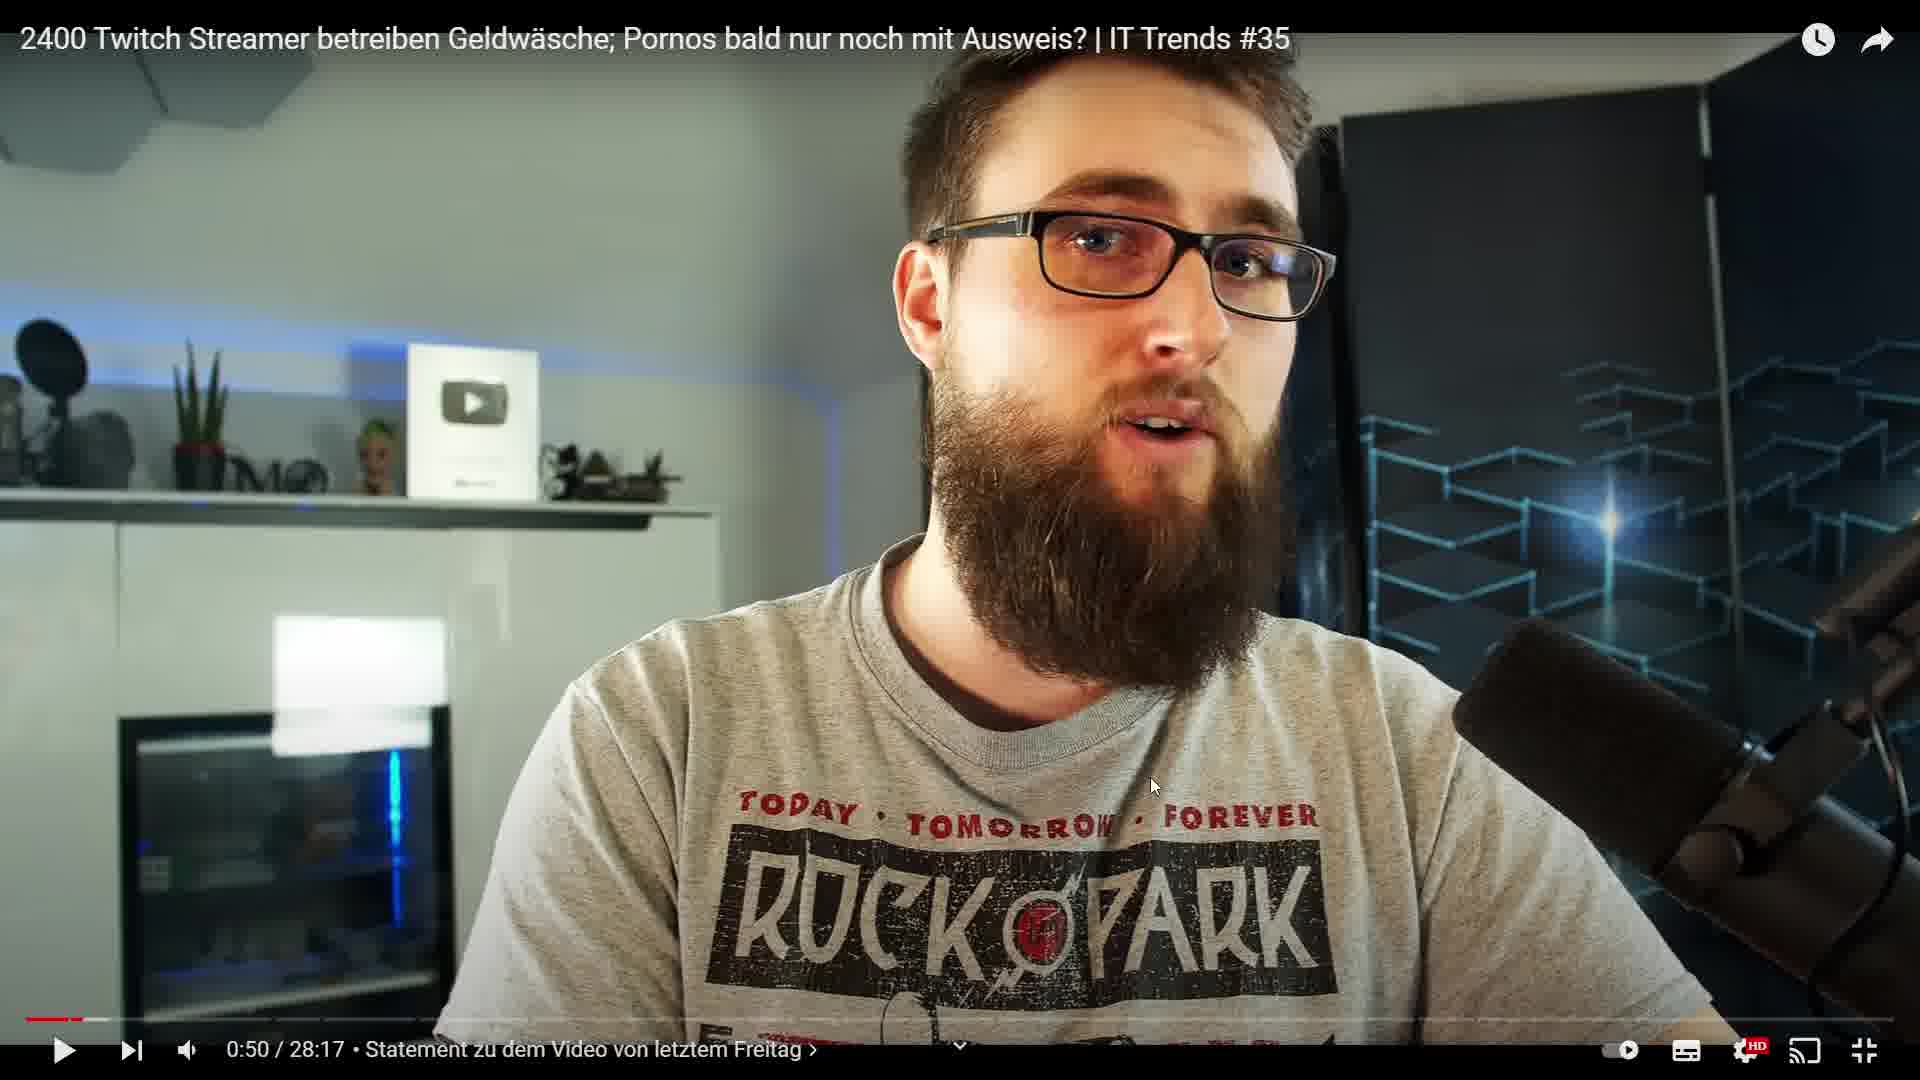 2400 Twitch Streamer betreiben Geldwäsche; Pornos bald nur noch mit Ausweis? | IT Trends #35
TODAY · TOMORROW · FOREVER
ROCK PARK
0:50 / 28:17 • Statement zu dem Video von letztem Freitag
HD